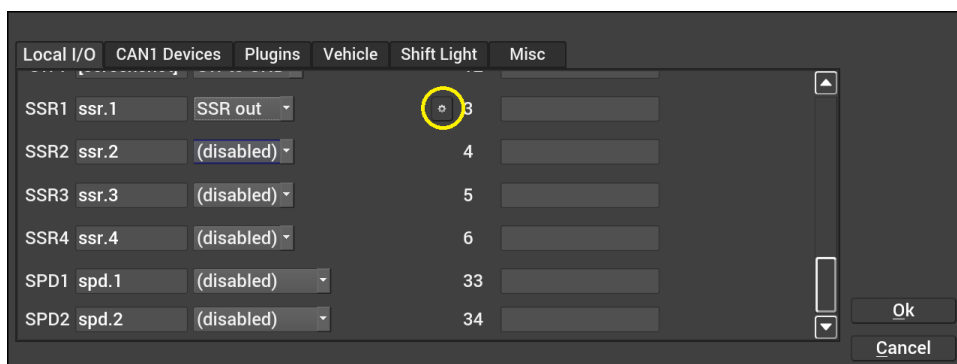 Local I/O CAN1 Devices Plugins Vehicle Shift Light Misc
SSR1 ssr.1 SSR out 3
SSR2 ssr.2 (disabled) 4
SSR3 ssr.3 (disabled) 5
SSR4 ssr.4 (disabled) 6
SPD1 spd.1 (disabled) 33
SPD2 spd.2 (disabled) 34
Ok
Cancel